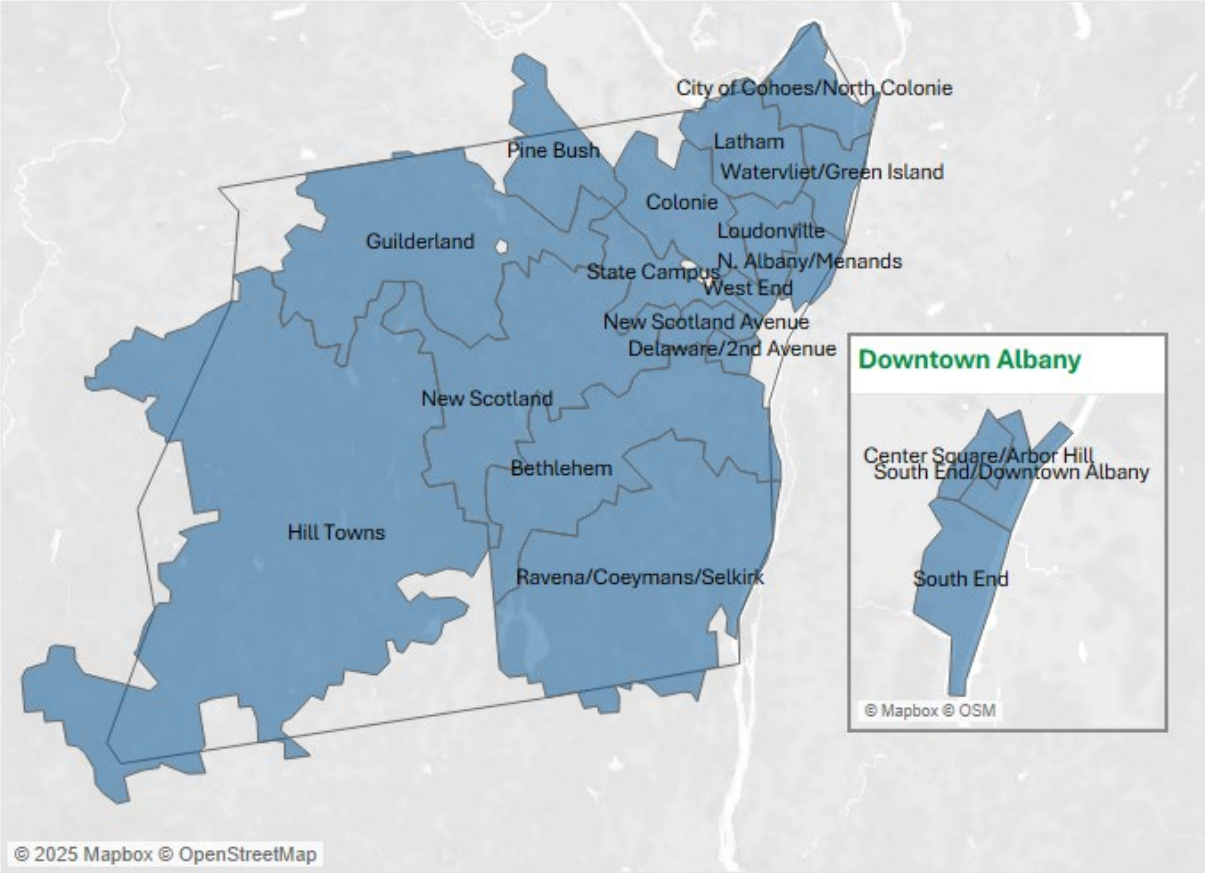 City of Cohoes/North Colonie
Latham
Pine Bush
Watervliet/Green Island
Colonie
Loudonville
Guilderland
N. Albany/Menands
State Campus
West End
New Scotland Avenue
Delaware/2nd Avenue
New Scotland
Bethlehem
Hill Towns
Ravena/Coeymans/Selkirk
Downtown Albany
Center Square/Arbor Hill
South End/Downtown Albany
South End
© Mapbox © OSM
© 2025 Mapbox © OpenStreetMap